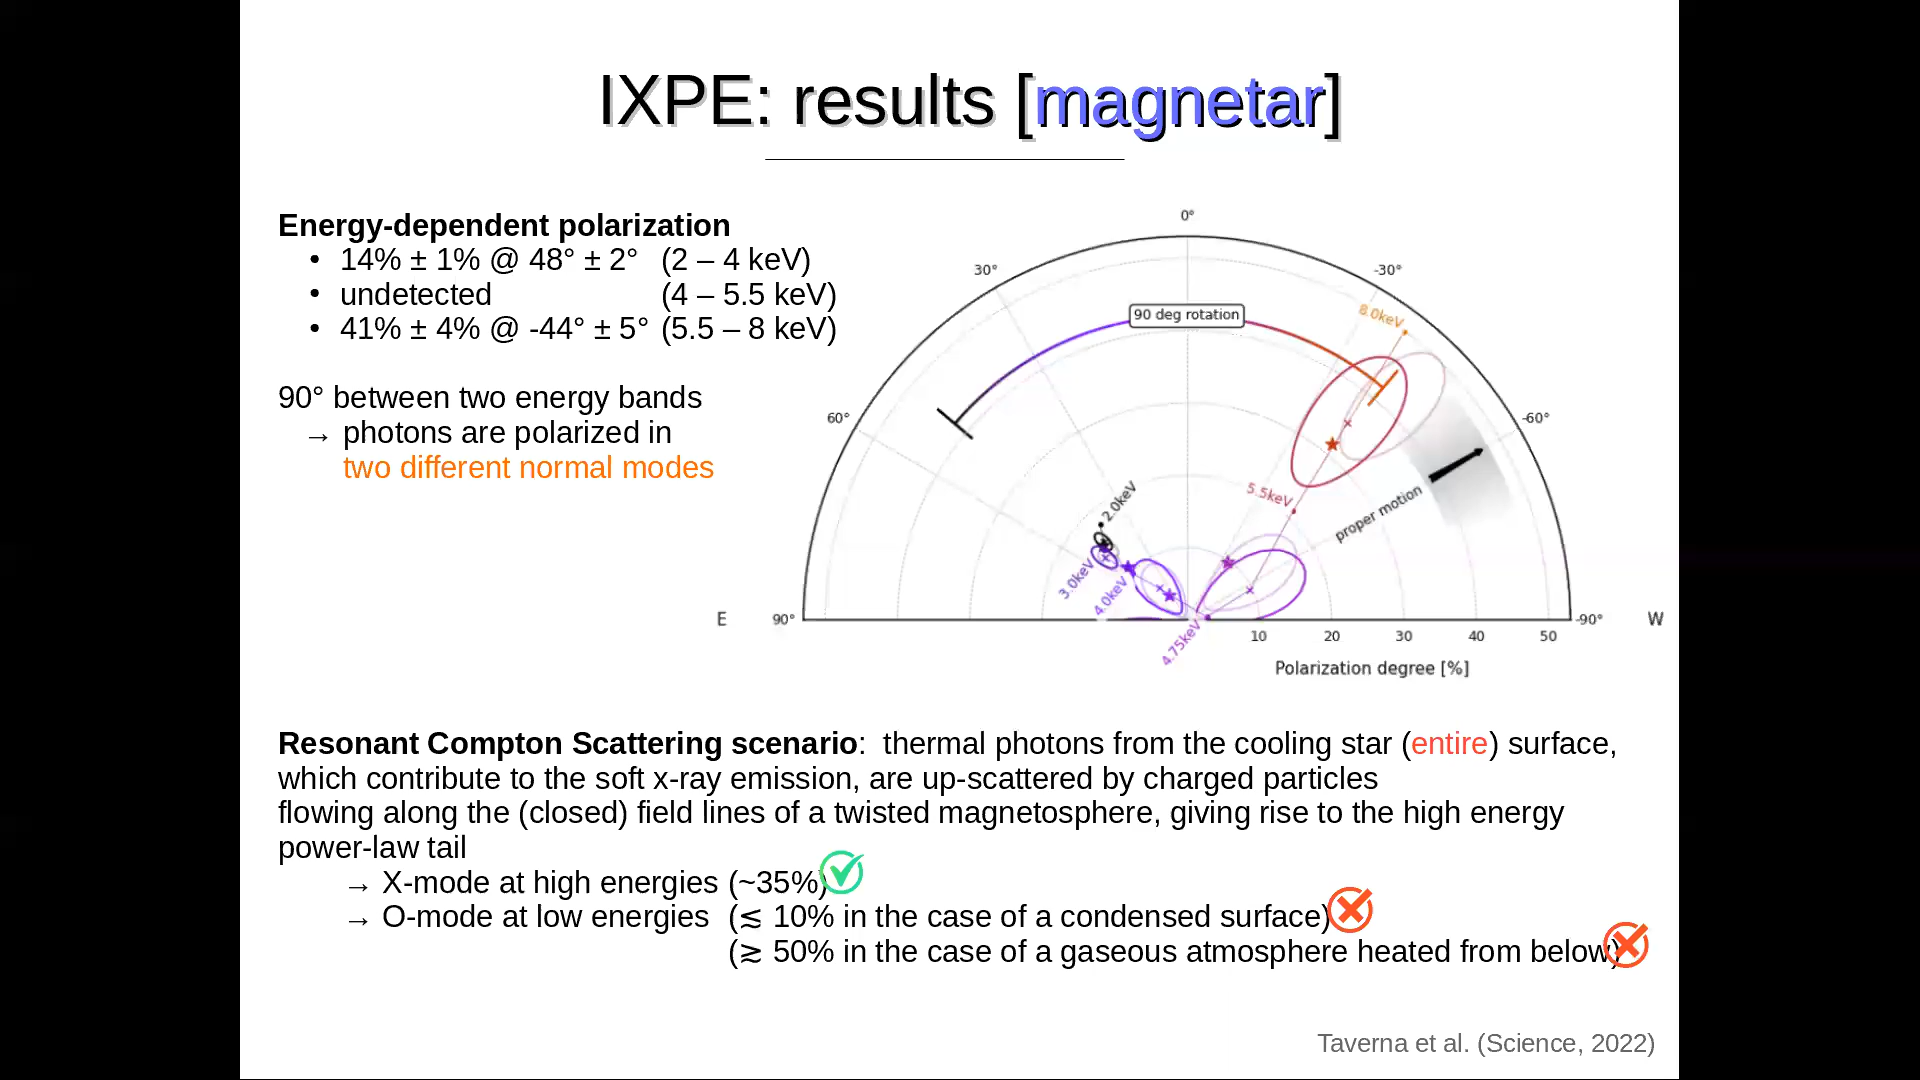 IXPE: results [magnetar]
Energy-dependent polarization
• 14% ± 1% @ 48° ± 2° (2 – 4 keV)
• undetected (4 – 5.5 keV)
• 41% ± 4% @ -44° ± 5° (5.5 – 8 keV)
90° between two energy bands
→ photons are polarized in
two different normal modes
0°
30°
-30°
8.0keV
90 deg rotation
60°
-60°
2.0keV
5.5keV
proper motion
3.0keV
4.0keV
E
90°
-90°
W
4.75keV
10 20 30 40 50
Polarization degree [%]
Resonant Compton Scattering scenario: thermal photons from the cooling star (entire) surface,
which contribute to the soft x-ray emission, are up-scattered by charged particles
flowing along the (closed) field lines of a twisted magnetosphere, giving rise to the high energy
power-law tail
→ X-mode at high energies (~35%)
→ O-mode at low energies (≲ 10% in the case of a condensed surface)
(≳ 50% in the case of a gaseous atmosphere heated from below)
Taverna et al. (Science, 2022)